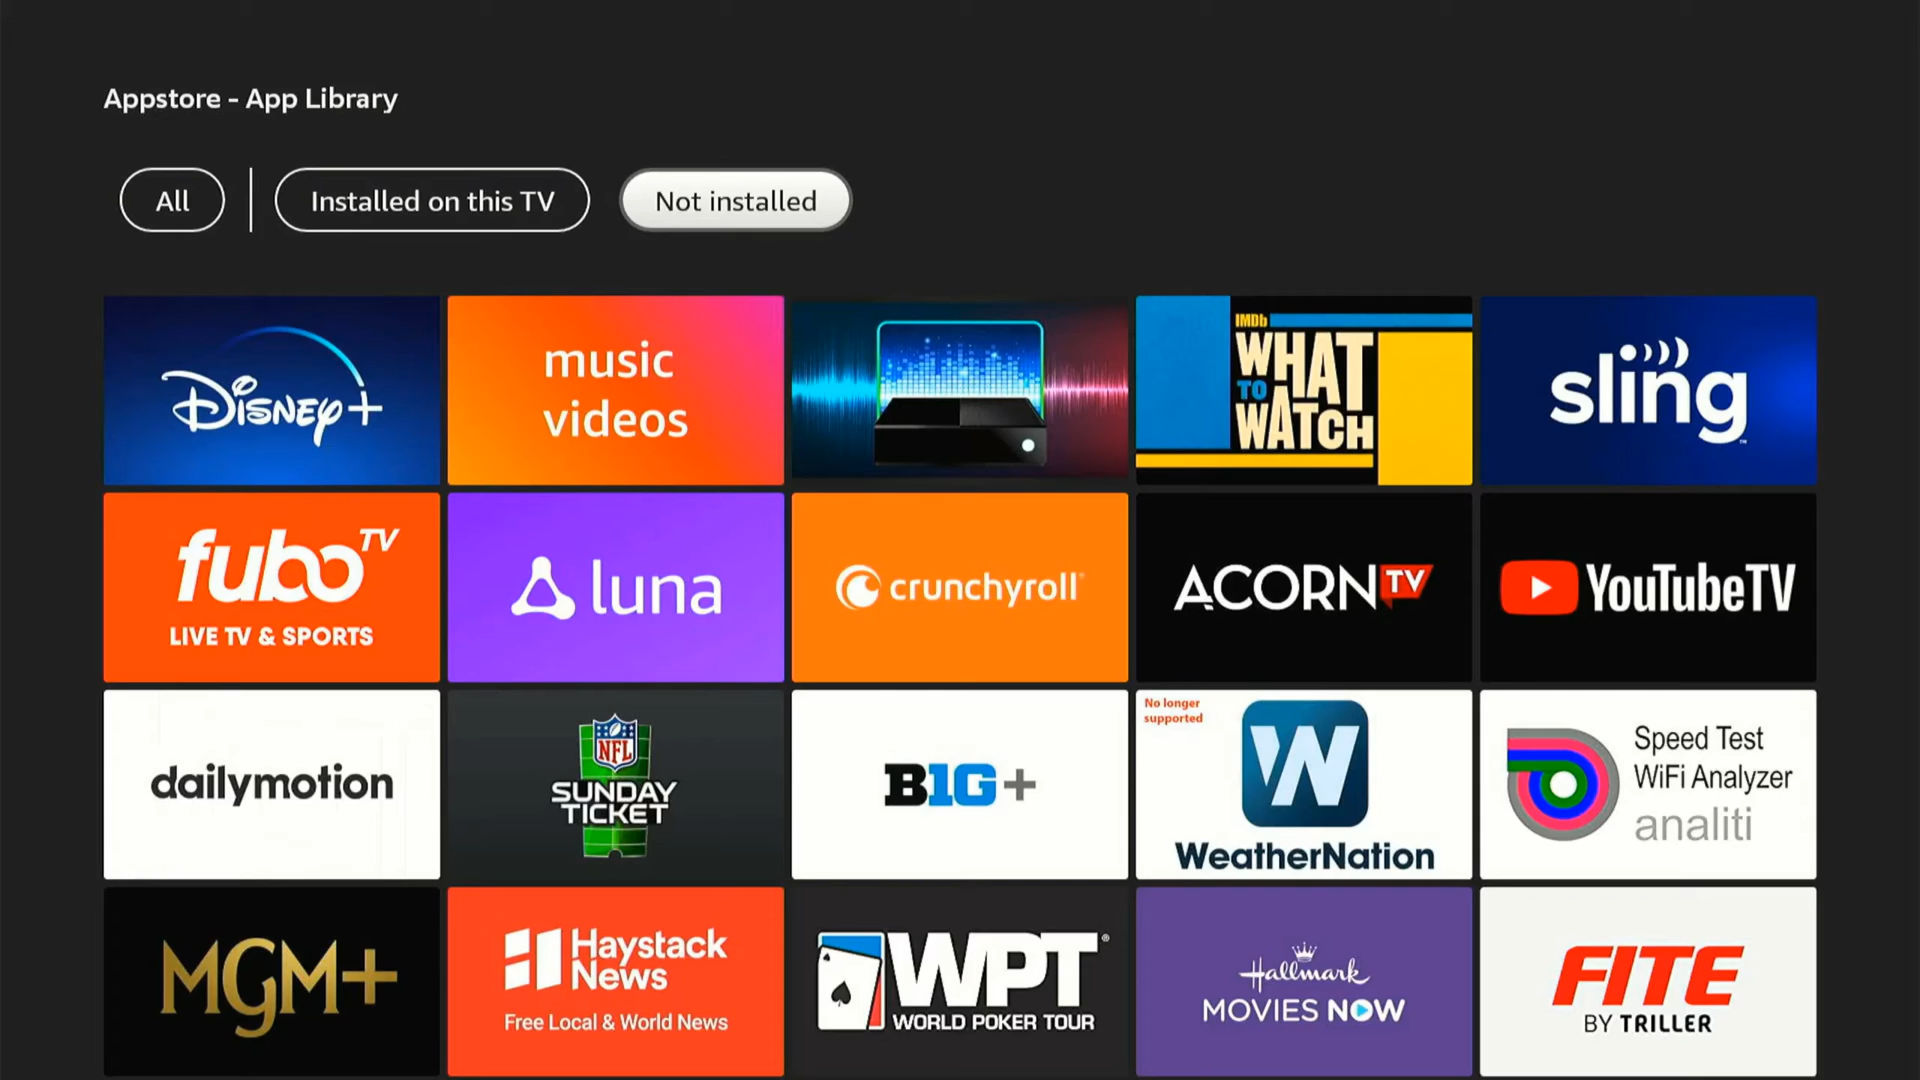 Appstore - App Library
All
Installed on this TV
Not installed
Disney+
music
videos
IMDb
WHAT
TO
WATCH
sling
fubo TV
LIVE TV & SPORTS
luna
crunchyroll
ACORN TV
YouTubeTV
dailymotion
NFL
SUNDAY
TICKET
B1G+
No longer
supported
W
WeatherNation
Speed Test
WiFi Analyzer
analiti
MGM+
Haystack
News
Free Local & World News
WPT®
WORLD POKER TOUR
Hallmark
MOVIES NOW
FITE
BY TRILLER